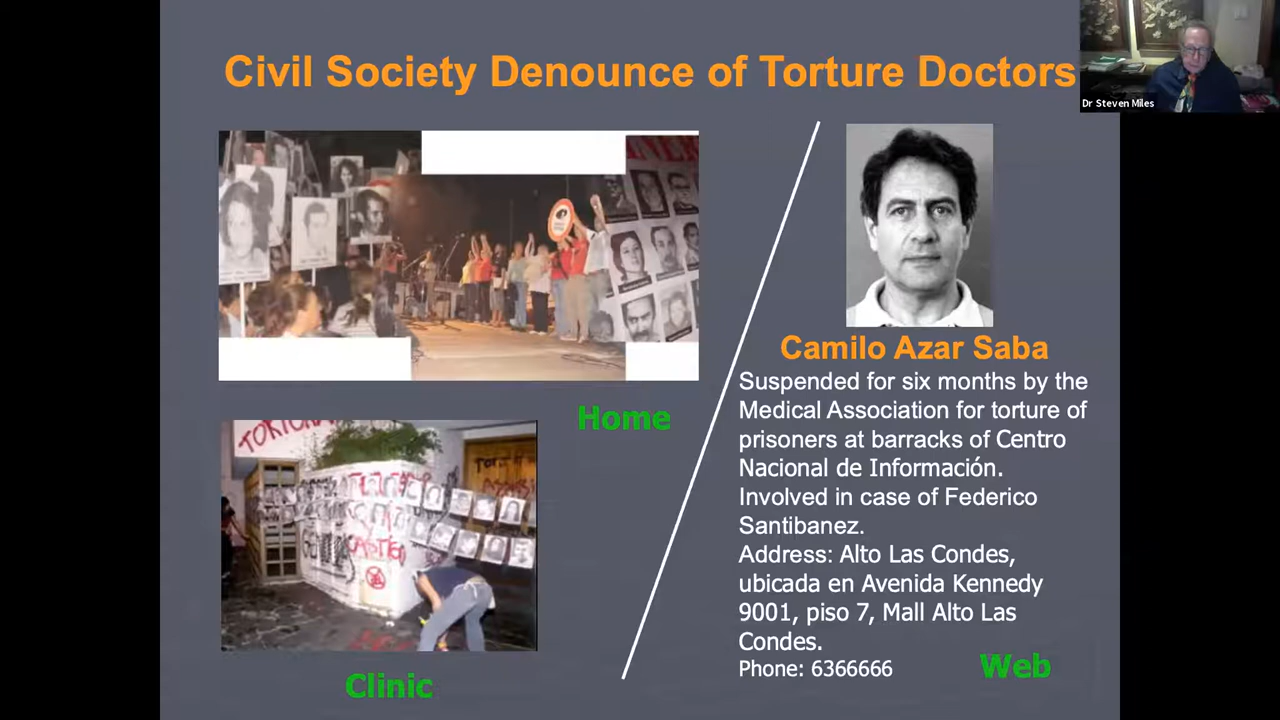 Civil Society Denounce of Torture Doctors
Dr Steven Miles
Home
Clinic
Camilo Azar Saba
Suspended for six months by the
Medical Association for torture of
prisoners at barracks of Centro
Nacional de Información.
Involved in case of Federico
Santibanez.
Address: Alto Las Condes,
ubicada en Avenida Kennedy
9001, piso 7, Mall Alto Las
Condes.
Phone: 6366666
Web